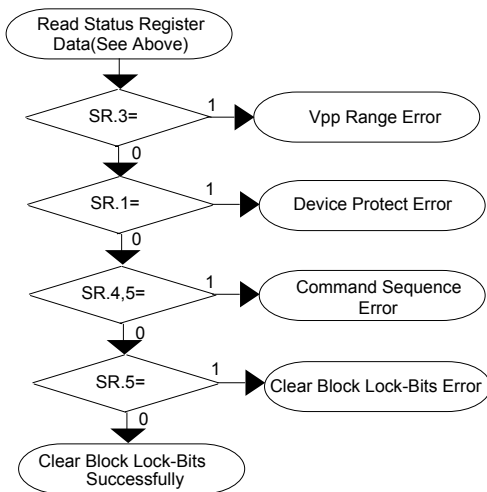 Read Status Register
Data(See Above)
SR.3=
1
Vpp Range Error
0
SR.1=
1
Device Protect Error
0
SR.4,5=
1
Command Sequence
Error
0
SR.5=
1
Clear Block Lock-Bits Error
0
Clear Block Lock-Bits
Successfully